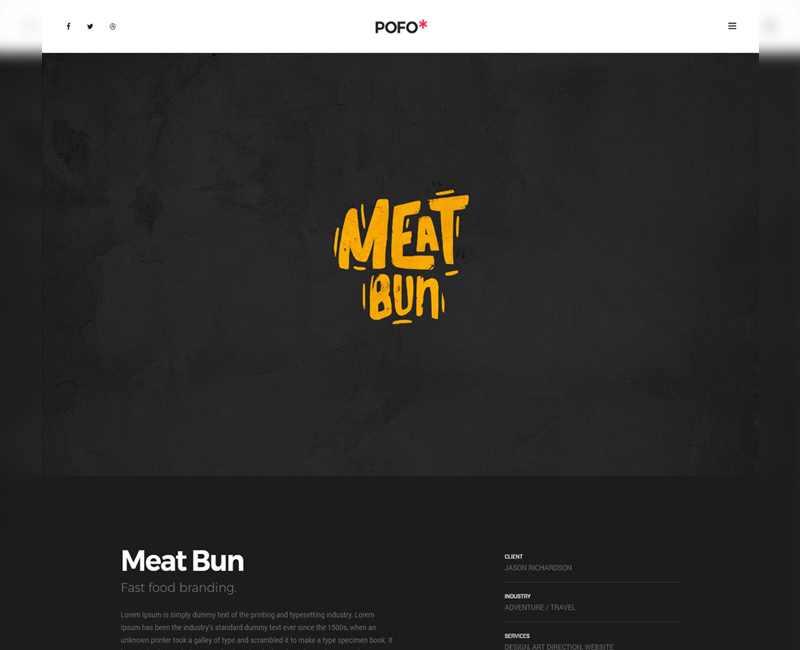 POFO*
MEAT
BUN
Meat Bun
Fast food branding.
Lorem Ipsum is simply dummy text of the printing and typesetting industry. Lorem
Ipsum has been the industry's standard dummy text ever since the 1500s, when an
unknown printer took a galley of type and scrambled it to make a type specimen book. It
CLIENT
JASON RICHARDSON
INDUSTRY
ADVENTURE / TRAVEL
SERVICES
DESIGN, ART DIRECTION, WEBSITE